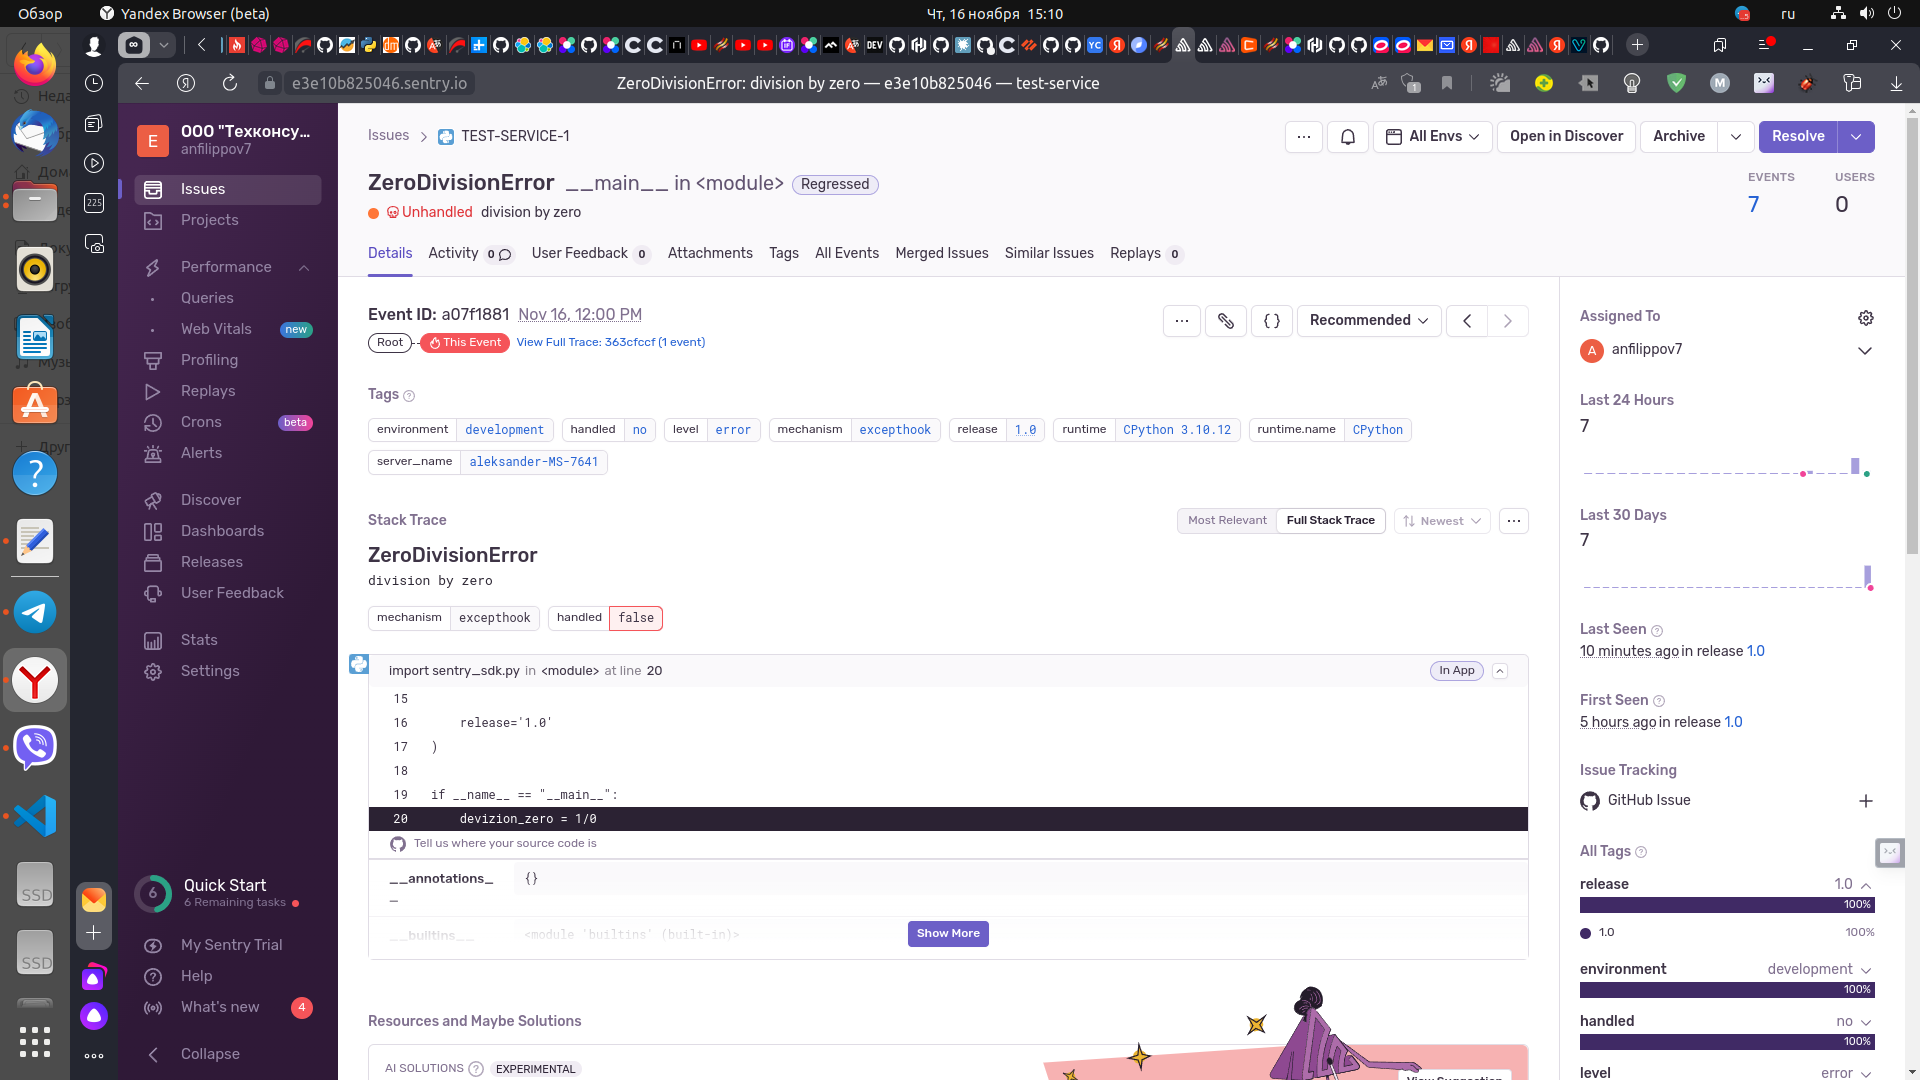 Обзор
Yandex Browser (beta)
Чт, 16 ноября 15:10
ru
e3e10b825046.sentry.io
ZeroDivisionError: division by zero — e3e10b825046 — test-service
E
ООО "Техконсу...
anfilippov7
Issues
Projects
Performance
Queries
Web Vitals new
Profiling
Replays
Crons beta
Alerts
Discover
Dashboards
Releases
User Feedback
Stats
Settings
6
Quick Start
6 Remaining tasks
My Sentry Trial
Help
What's new 4
Collapse
225
SSD
SSD
Issues > TEST-SERVICE-1
All Envs
Open in Discover
Archive
Resolve
ZeroDivisionError __main__ in <module> Regressed
Unhandled division by zero
EVENTS
7
USERS
0
Details
Activity 0
User Feedback 0
Attachments
Tags
All Events
Merged Issues
Similar Issues
Replays 0
Event ID: a07f1881 Nov 16, 12:00 PM
Root This Event View Full Trace: 363cfccf (1 event)
Recommended
Tags
environment development
handled no
level error
mechanism excepthook
release 1.0
runtime CPython 3.10.12
runtime.name CPython
server_name aleksander-MS-7641
Stack Trace
Most Relevant
Full Stack Trace
Newest
ZeroDivisionError
division by zero
mechanism excepthook
handled false
import sentry_sdk.py in <module> at line 20
In App
15
16 release='1.0'
17 )
18
19 if __name__ == "__main__":
20 devizion_zero = 1/0
Tell us where your source code is
__annotations_
_
{}
__builtins__ <module 'builtins' (built-in)>
Show More
Resources and Maybe Solutions
AI SOLUTIONS EXPERIMENTAL
Assigned To
A anfilippov7
Last 24 Hours
7
Last 30 Days
7
Last Seen
10 minutes ago in release 1.0
First Seen
5 hours ago in release 1.0
Issue Tracking
GitHub Issue
All Tags
release 1.0
100%
1.0 100%
environment development
100%
handled no
100%
level error